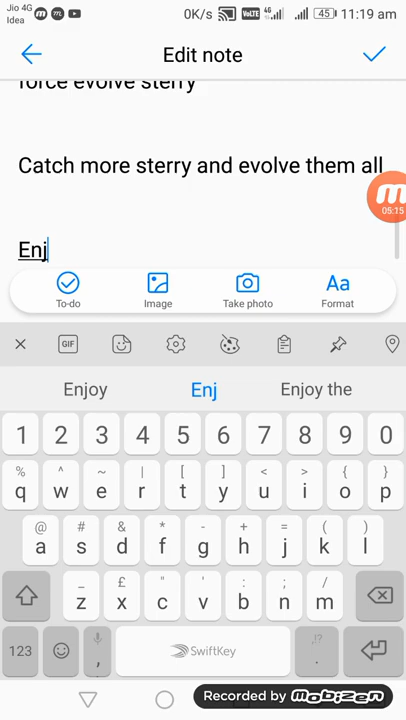 Jio 4G
Idea
0K/s VoLTE 4G 45 11:19 am
Edit note
force evolve sterry
Catch more sterry and evolve them all
05:15
Enj
To-do Image Take photo Format
Aa
GIF
Enjoy Enj Enjoy the
1 2 3 4 5 6 7 8 9 0
% ^ ~ | [ ] < > { }
q w e r t y u i o p
@ # & * - + = ( )
a s d f g h j k l
_ £ " ' : ; /
z x c v b n m
123 , SwiftKey ,!? .
Recorded by mobizen